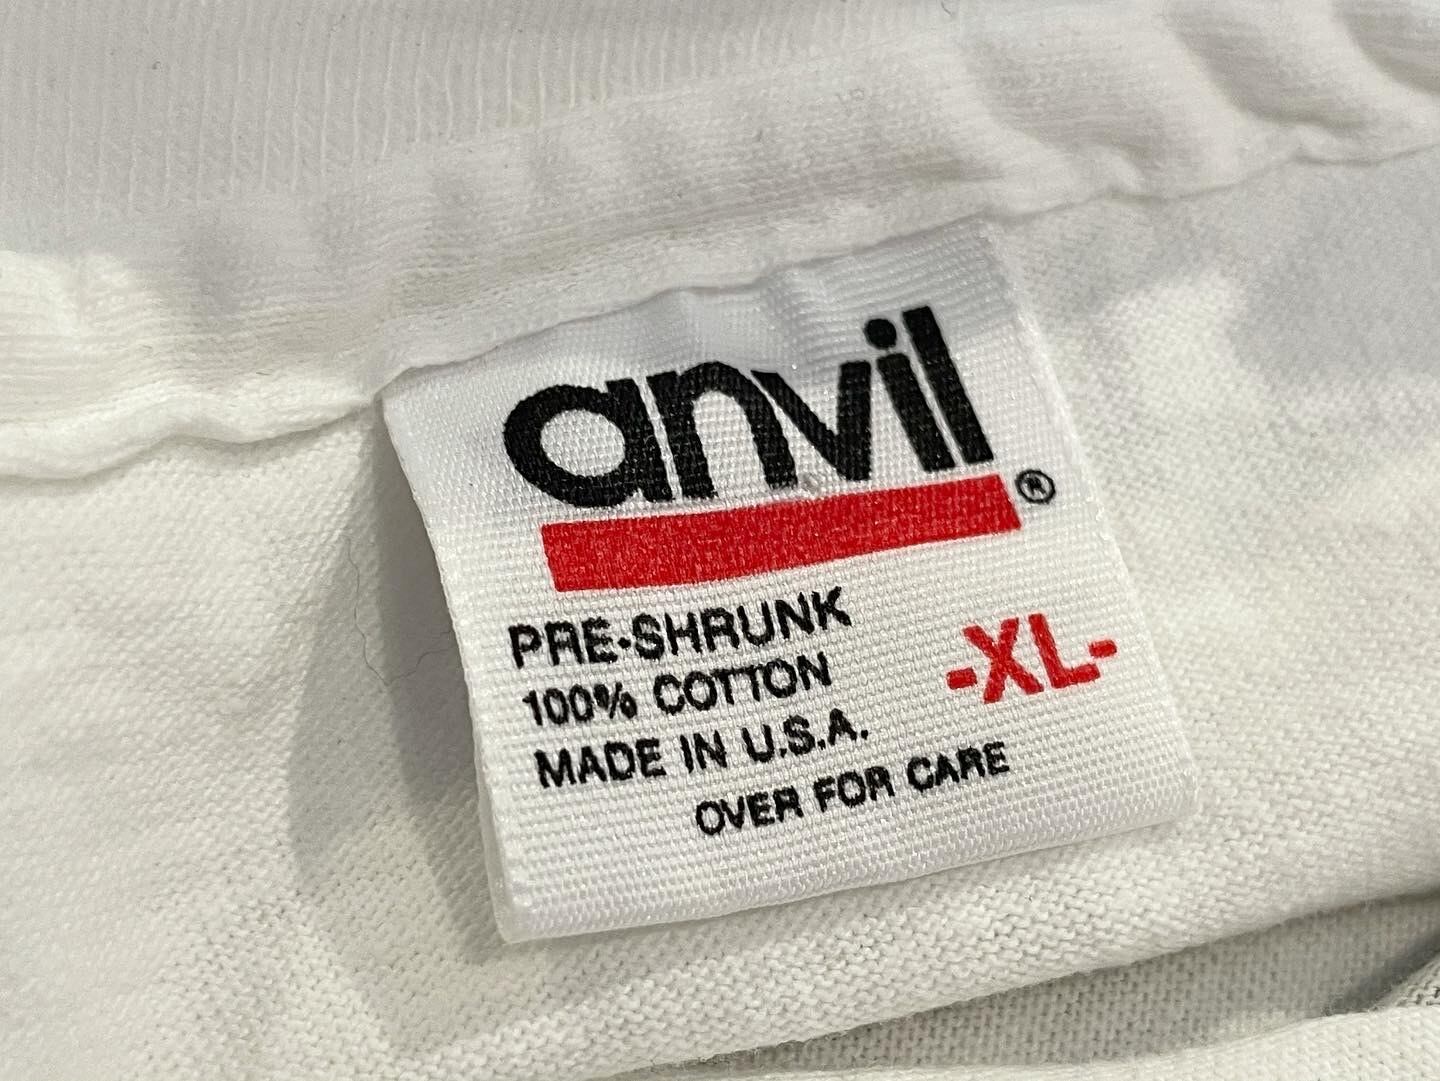 anvil ®
PRE-SHRUNK
100% COTTON
-XL-
MADE IN U.S.A.
OVER FOR CARE